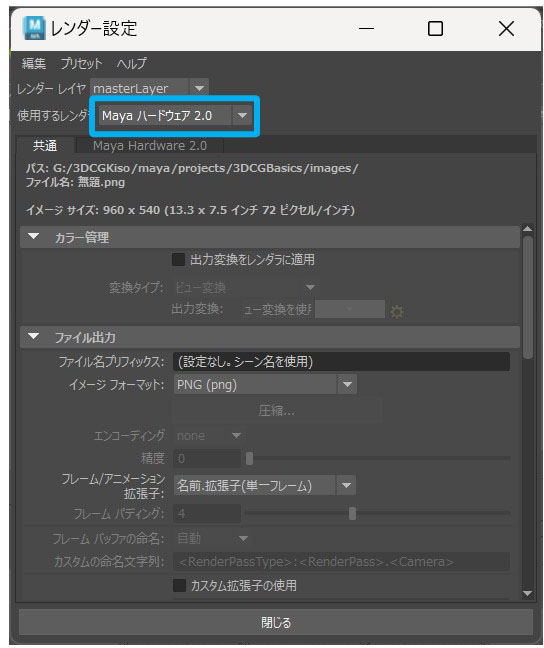 レンダー設定
編集 プリセット ヘルプ
レンダー レイヤ masterLayer
使用するレンダ Maya ハードウェア 2.0
共通 Maya Hardware 2.0
パス: G:/3DCGKiso/maya/projects/3DCGBasics/images/
ファイル名: 無題.png
イメージ サイズ: 960 x 540 (13.3 x 7.5 インチ 72 ピクセル/インチ)
カラー管理
出力変換をレンダラに適用
変換タイプ: ビュー変換
出力変換: ュー変換を使月
ファイル出力
ファイル名プリフィックス: (設定なし。シーン名を使用)
イメージ フォーマット: PNG (png)
圧縮...
エンコーディング none
精度 0
フレーム/アニメーション
拡張子: 名前.拡張子(単一フレーム)
フレーム パディング: 4
フレーム バッファの命名: 自動
カスタムの命名文字列: <RenderPassType>:<RenderPass>.<Camera>
カスタム拡張子の使用
閉じる